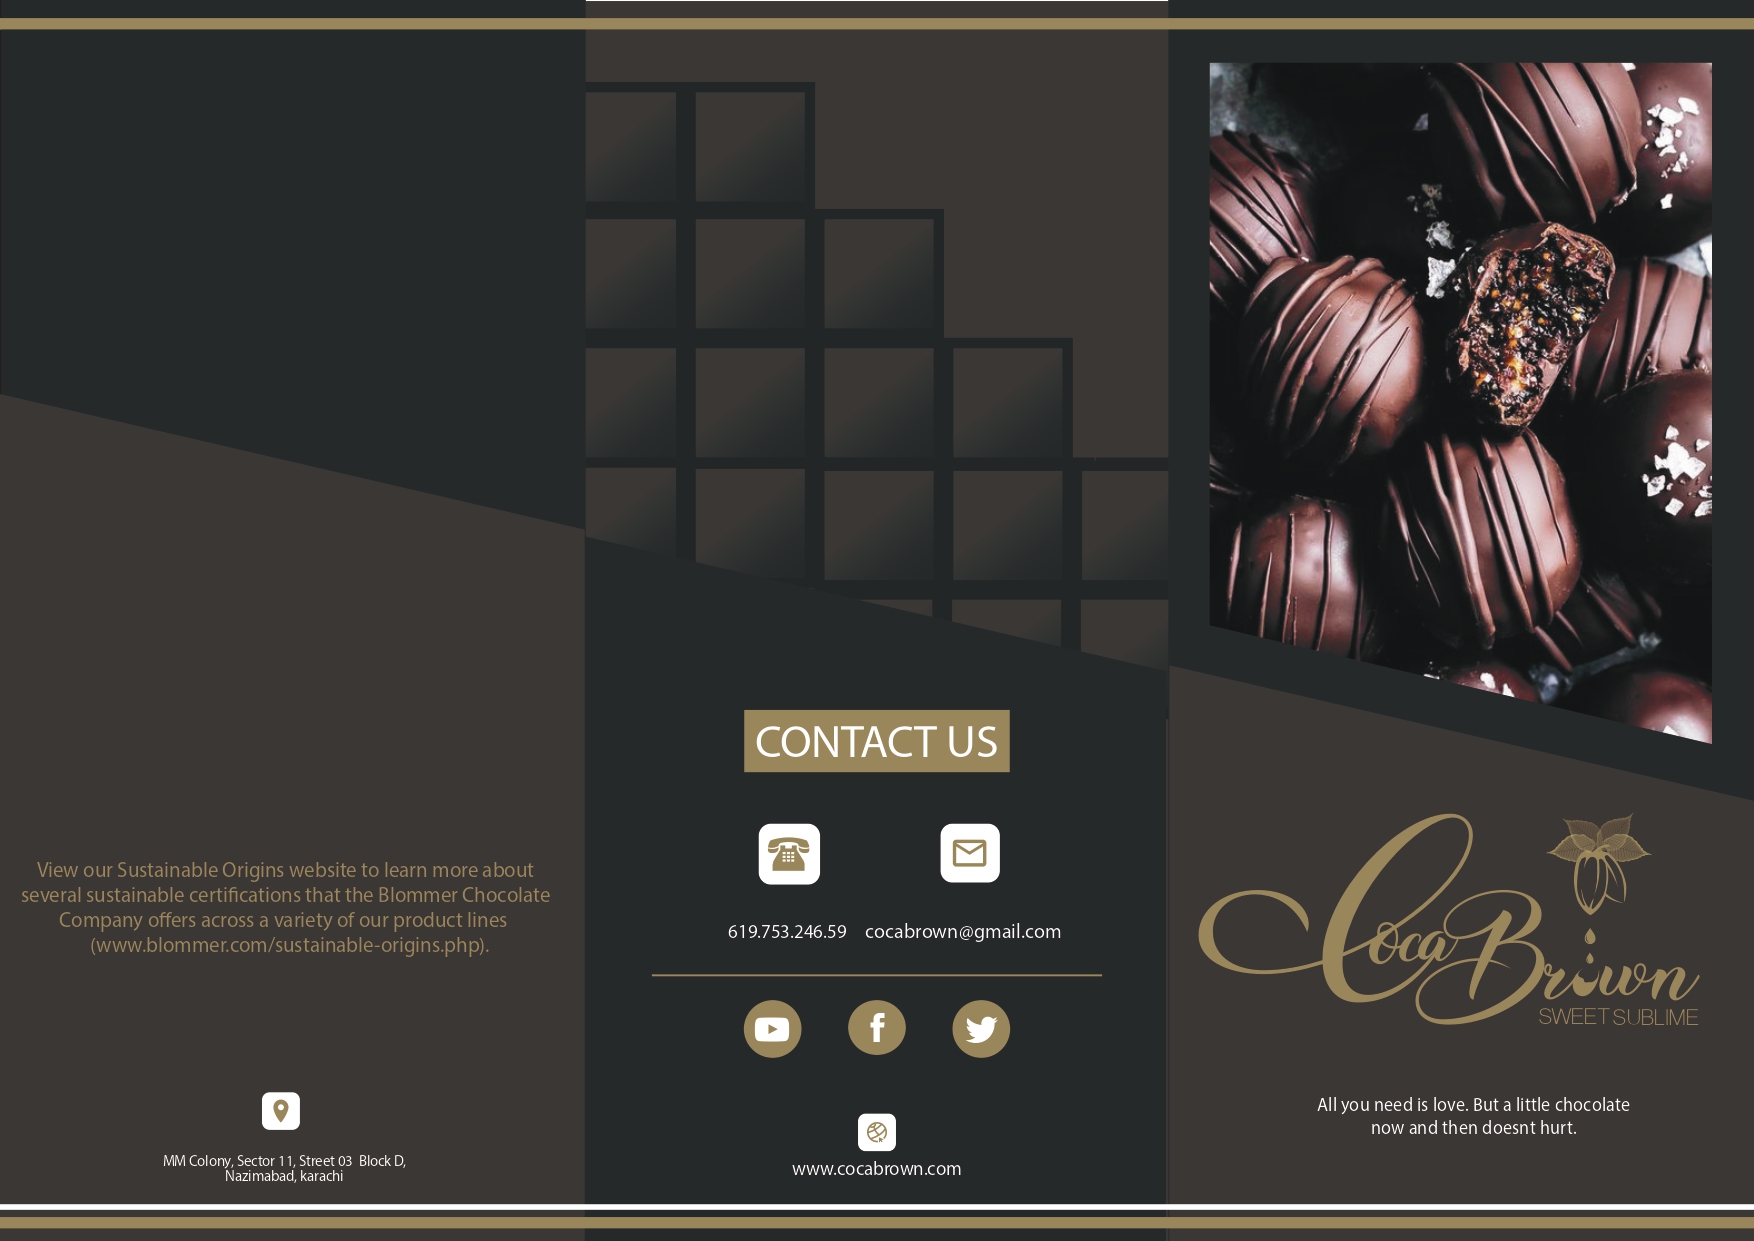 View our Sustainable Origins website to learn more about
several sustainable certifications that the Blommer Chocolate
Company offers across a variety of our product lines
(www.blommer.com/sustainable-origins.php).
MM Colony, Sector 11, Street 03 Block D,
Nazimabad, karachi
CONTACT US
619.753.246.59 cocabrown@gmail.com
www.cocabrown.com
Coca Brown
SWEET SUBLIME
All you need is love. But a little chocolate
now and then doesnt hurt.